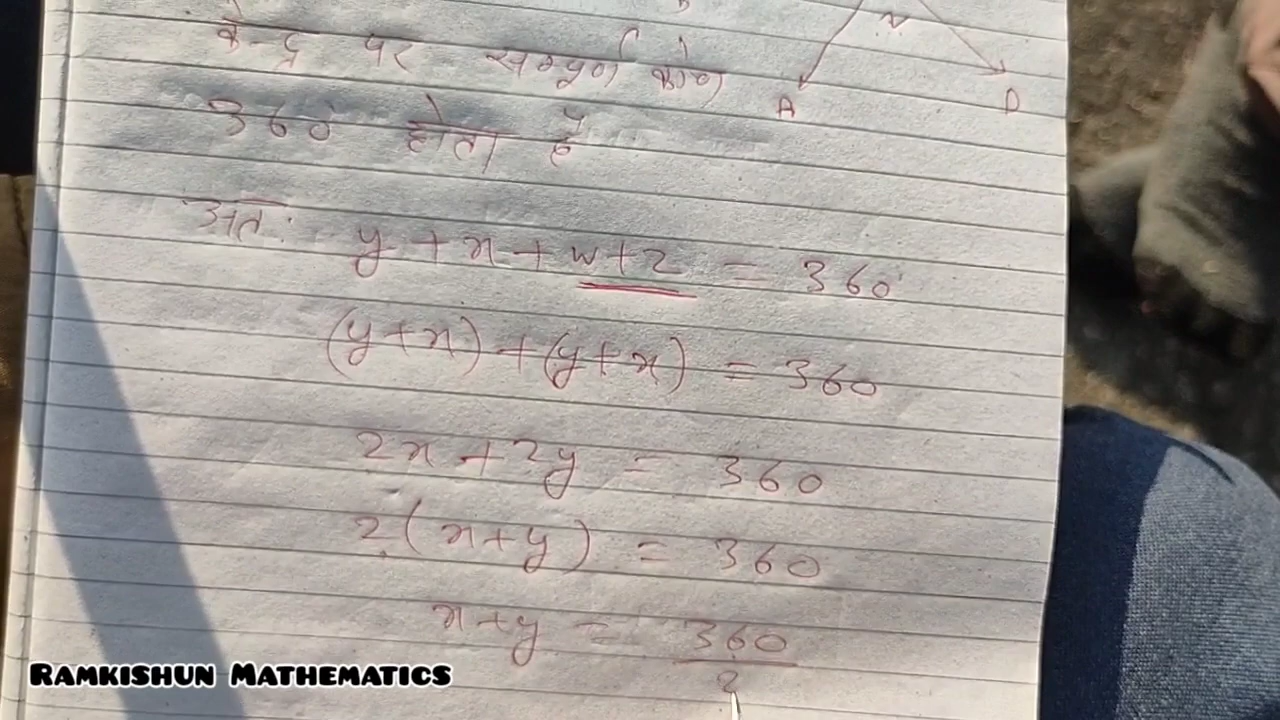 केन्द्र पर सम्पूर्ण कोण
A
D
360° होता है
अतः y + x + w + z = 360°
(y + x) + (y + x) = 360
2x + 2y = 360
2(x + y) = 360
x + y = 360/2
RAMKISHUN MATHEMATICS